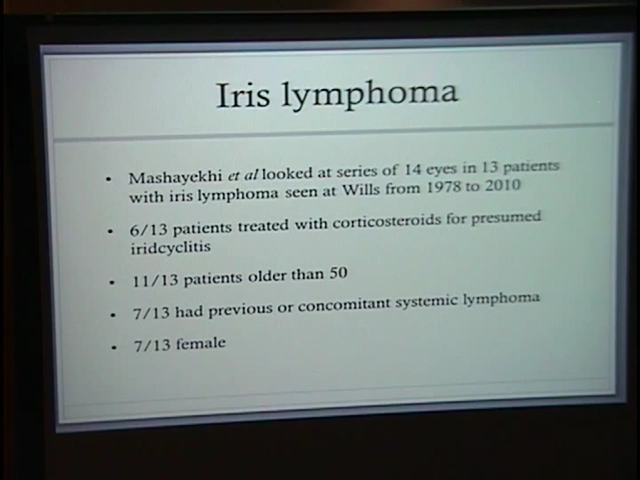 Iris lymphoma
• Mashayekhi et al looked at series of 14 eyes in 13 patients
with iris lymphoma seen at Wills from 1978 to 2010
• 6/13 patients treated with corticosteroids for presumed
iridcyclitis
• 11/13 patients older than 50
• 7/13 had previous or concomitant systemic lymphoma
• 7/13 female